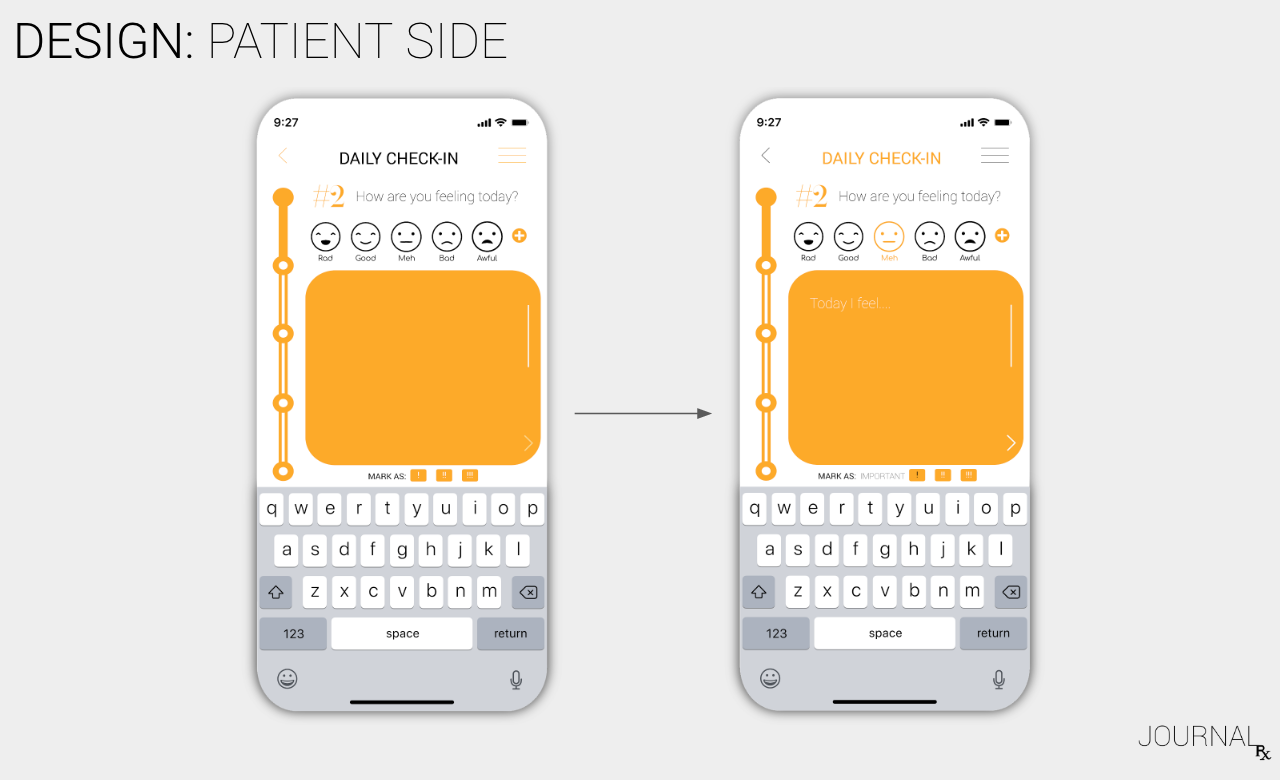 DESIGN: PATIENT SIDE
9:27
DAILY CHECK-IN
#2 How are you feeling today?
Rad Good Meh Bad Awful
MARK AS: ! !! !!!
q w e r t y u i o p
a s d f g h j k l
z x c v b n m
123 space return
9:27
DAILY CHECK-IN
#2 How are you feeling today?
Rad Good Meh Bad Awful
Today I feel....
MARK AS: IMPORTANT ! !! !!!
q w e r t y u i o p
a s d f g h j k l
z x c v b n m
123 space return
JOURNAL Rx